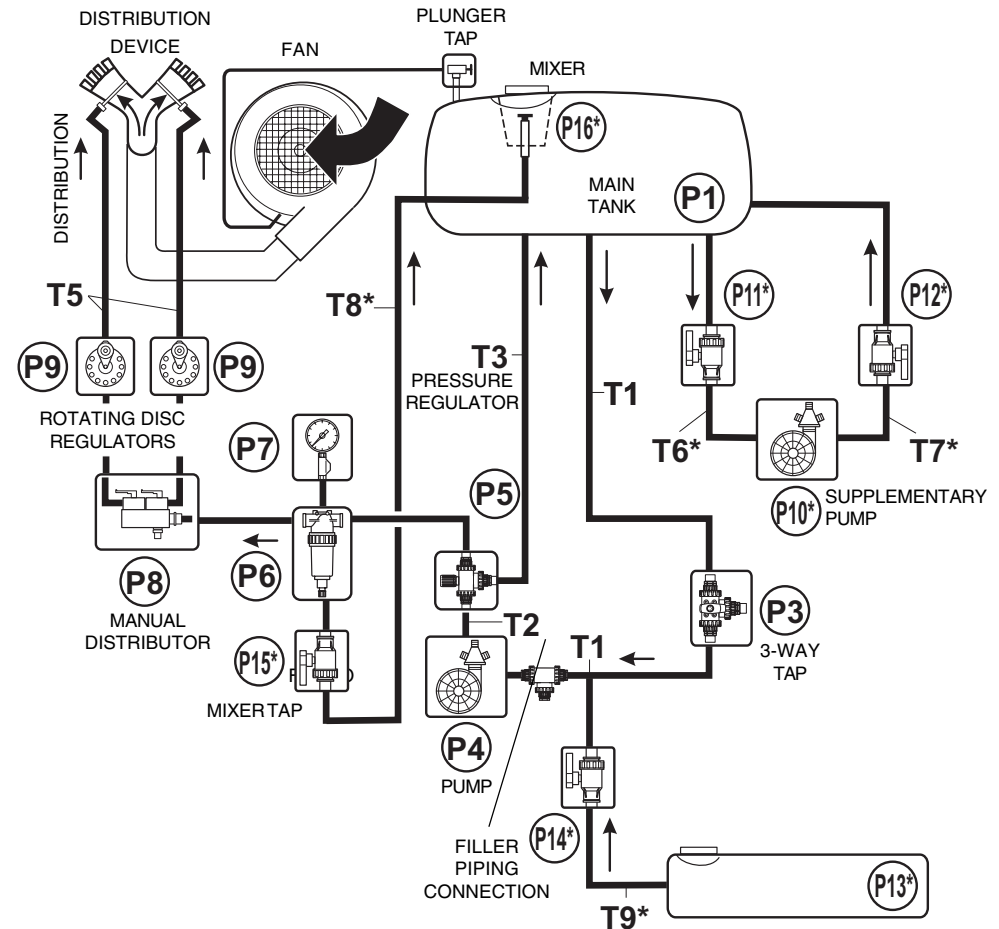 DISTRIBUTION
DEVICE
FAN
PLUNGER
TAP
MIXER
P16*
MAIN
TANK
P1
DISTRIBUTION
T5
T8*
P11*
P12*
P9
P9
T3
PRESSURE
REGULATOR
T1
ROTATING DISC
REGULATORS
P7
T6*
T7*
P5
P10*
SUPPLEMENTARY
PUMP
P8
P6
MANUAL
DISTRIBUTOR
T2
T1
P3
3-WAY
TAP
P15*
MIXER TAP
P4
PUMP
P14*
FILLER
PIPING
CONNECTION
P13*
T9*